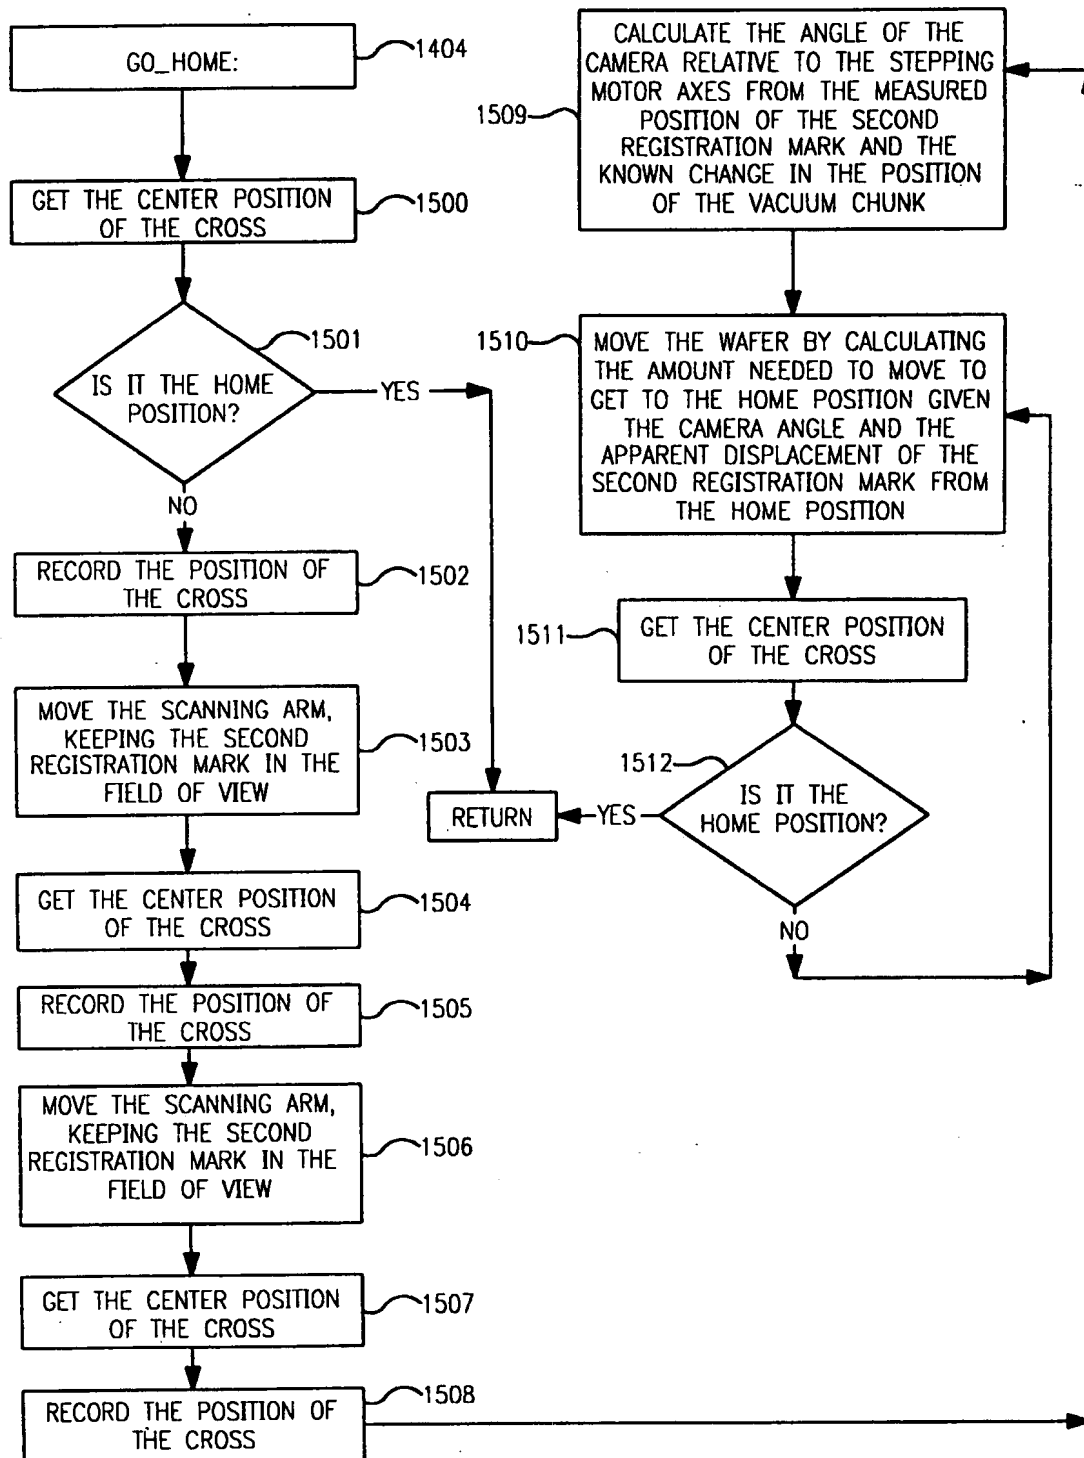 GO_HOME:
1404
GET THE CENTER POSITION
OF THE CROSS
1500
IS IT THE HOME
POSITION?
1501
YES
NO
RECORD THE POSITION OF
THE CROSS
1502
MOVE THE SCANNING ARM,
KEEPING THE SECOND
REGISTRATION MARK IN THE
FIELD OF VIEW
1503
GET THE CENTER POSITION
OF THE CROSS
1504
RECORD THE POSITION OF
THE CROSS
1505
MOVE THE SCANNING ARM,
KEEPING THE SECOND
REGISTRATION MARK IN THE
FIELD OF VIEW
1506
GET THE CENTER POSITION
OF THE CROSS
1507
RECORD THE POSITION OF
THE CROSS
1508
CALCULATE THE ANGLE OF THE
CAMERA RELATIVE TO THE STEPPING
MOTOR AXES FROM THE MEASURED
POSITION OF THE SECOND
REGISTRATION MARK AND THE
KNOWN CHANGE IN THE POSITION
OF THE VACUUM CHUNK
1509
MOVE THE WAFER BY CALCULATING
THE AMOUNT NEEDED TO MOVE TO
GET TO THE HOME POSITION GIVEN
THE CAMERA ANGLE AND THE
APPARENT DISPLACEMENT OF THE
SECOND REGISTRATION MARK FROM
THE HOME POSITION
1510
GET THE CENTER POSITION
OF THE CROSS
1511
IS IT THE
HOME POSITION?
1512
YES
RETURN
NO